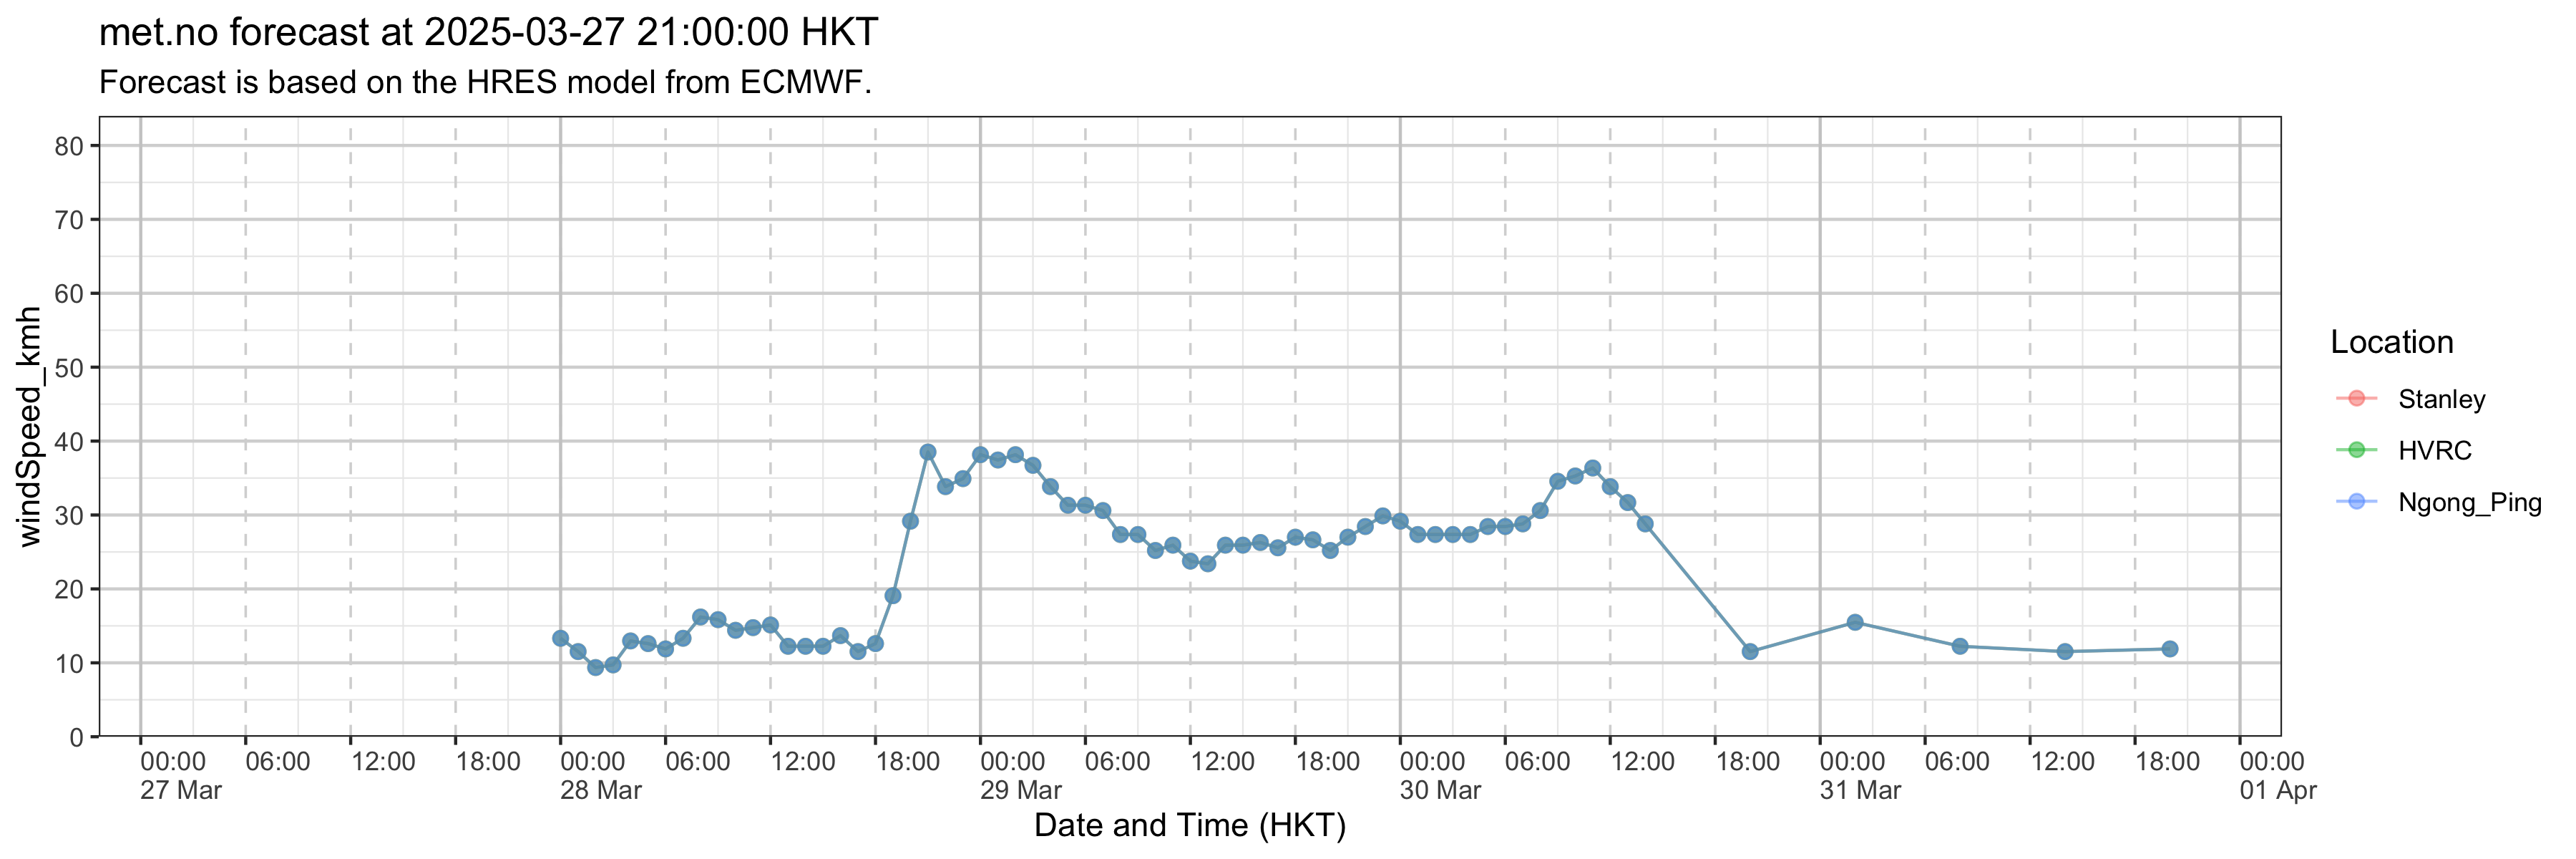 met.no forecast at 2025-03-27 21:00:00 HKT
Forecast is based on the HRES model from ECMWF.
80
70
60
50
40
30
20
10
0
windSpeed_kmh
00:00 06:00 12:00 18:00 00:00 06:00 12:00 18:00 00:00 06:00 12:00 18:00 00:00 06:00 12:00 18:00 00:00 06:00 12:00 18:00 00:00
27 Mar 28 Mar 29 Mar 30 Mar 31 Mar 01 Apr
Date and Time (HKT)
Location
Stanley
HVRC
Ngong_Ping